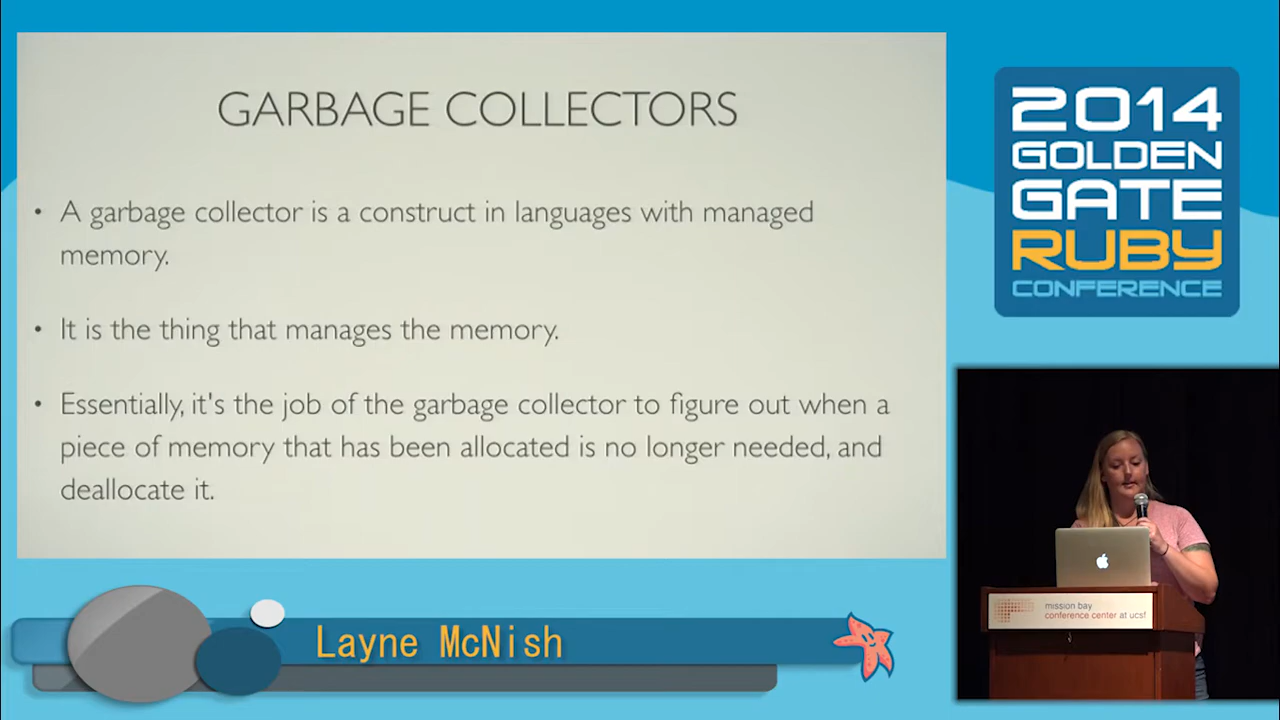 GARBAGE COLLECTORS
• A garbage collector is a construct in languages with managed
memory.
• It is the thing that manages the memory.
• Essentially, it's the job of the garbage collector to figure out when a
piece of memory that has been allocated is no longer needed, and
deallocate it.
2014
GOLDEN
GATE
RUBY
CONFERENCE
mission bay
conference center at ucsf
Layne McNish